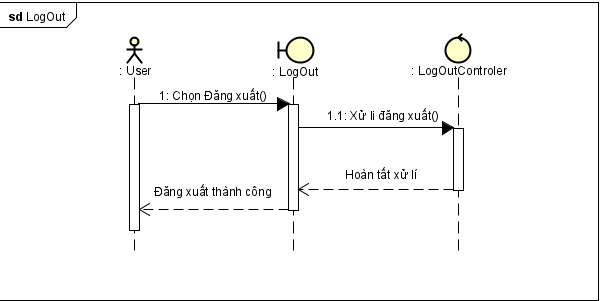 sd LogOut
: User
: LogOut
: LogOutControler
1: Chọn Đăng xuất()
1.1: Xử li đăng xuất()
Hoàn tất xử lí
Đăng xuất thành công